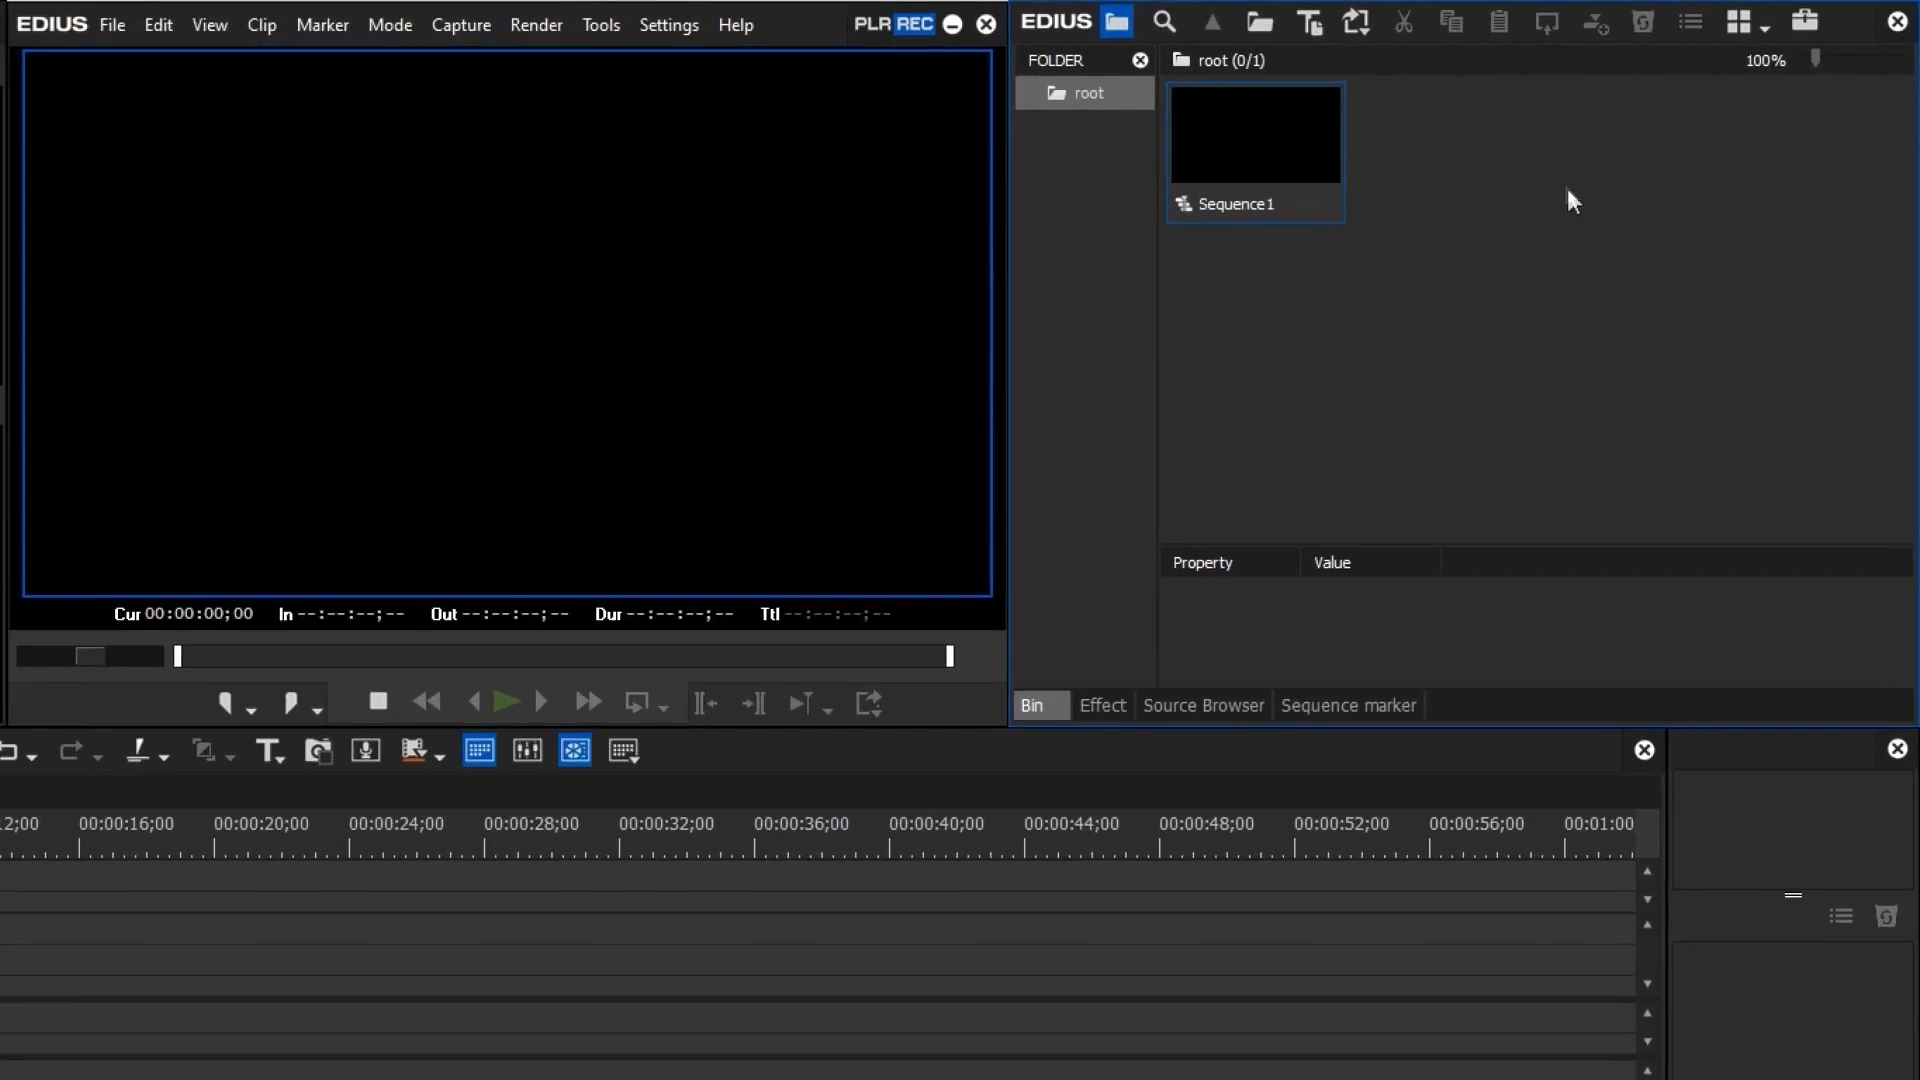 EDIUS File Edit View Clip Marker Mode Capture Render Tools Settings Help PLR REC
EDIUS
FOLDER
root (0/1)
100%
root
Sequence1
Property Value
Cur 00:00:00;00 In --:--:--;-- Out --:--:--;-- Dur --:--:--;-- Ttl --:--:--;--
Bin Effect Source Browser Sequence marker
12;00 00:00:16;00 00:00:20;00 00:00:24;00 00:00:28;00 00:00:32;00 00:00:36;00 00:00:40;00 00:00:44;00 00:00:48;00 00:00:52;00 00:00:56;00 00:01:00